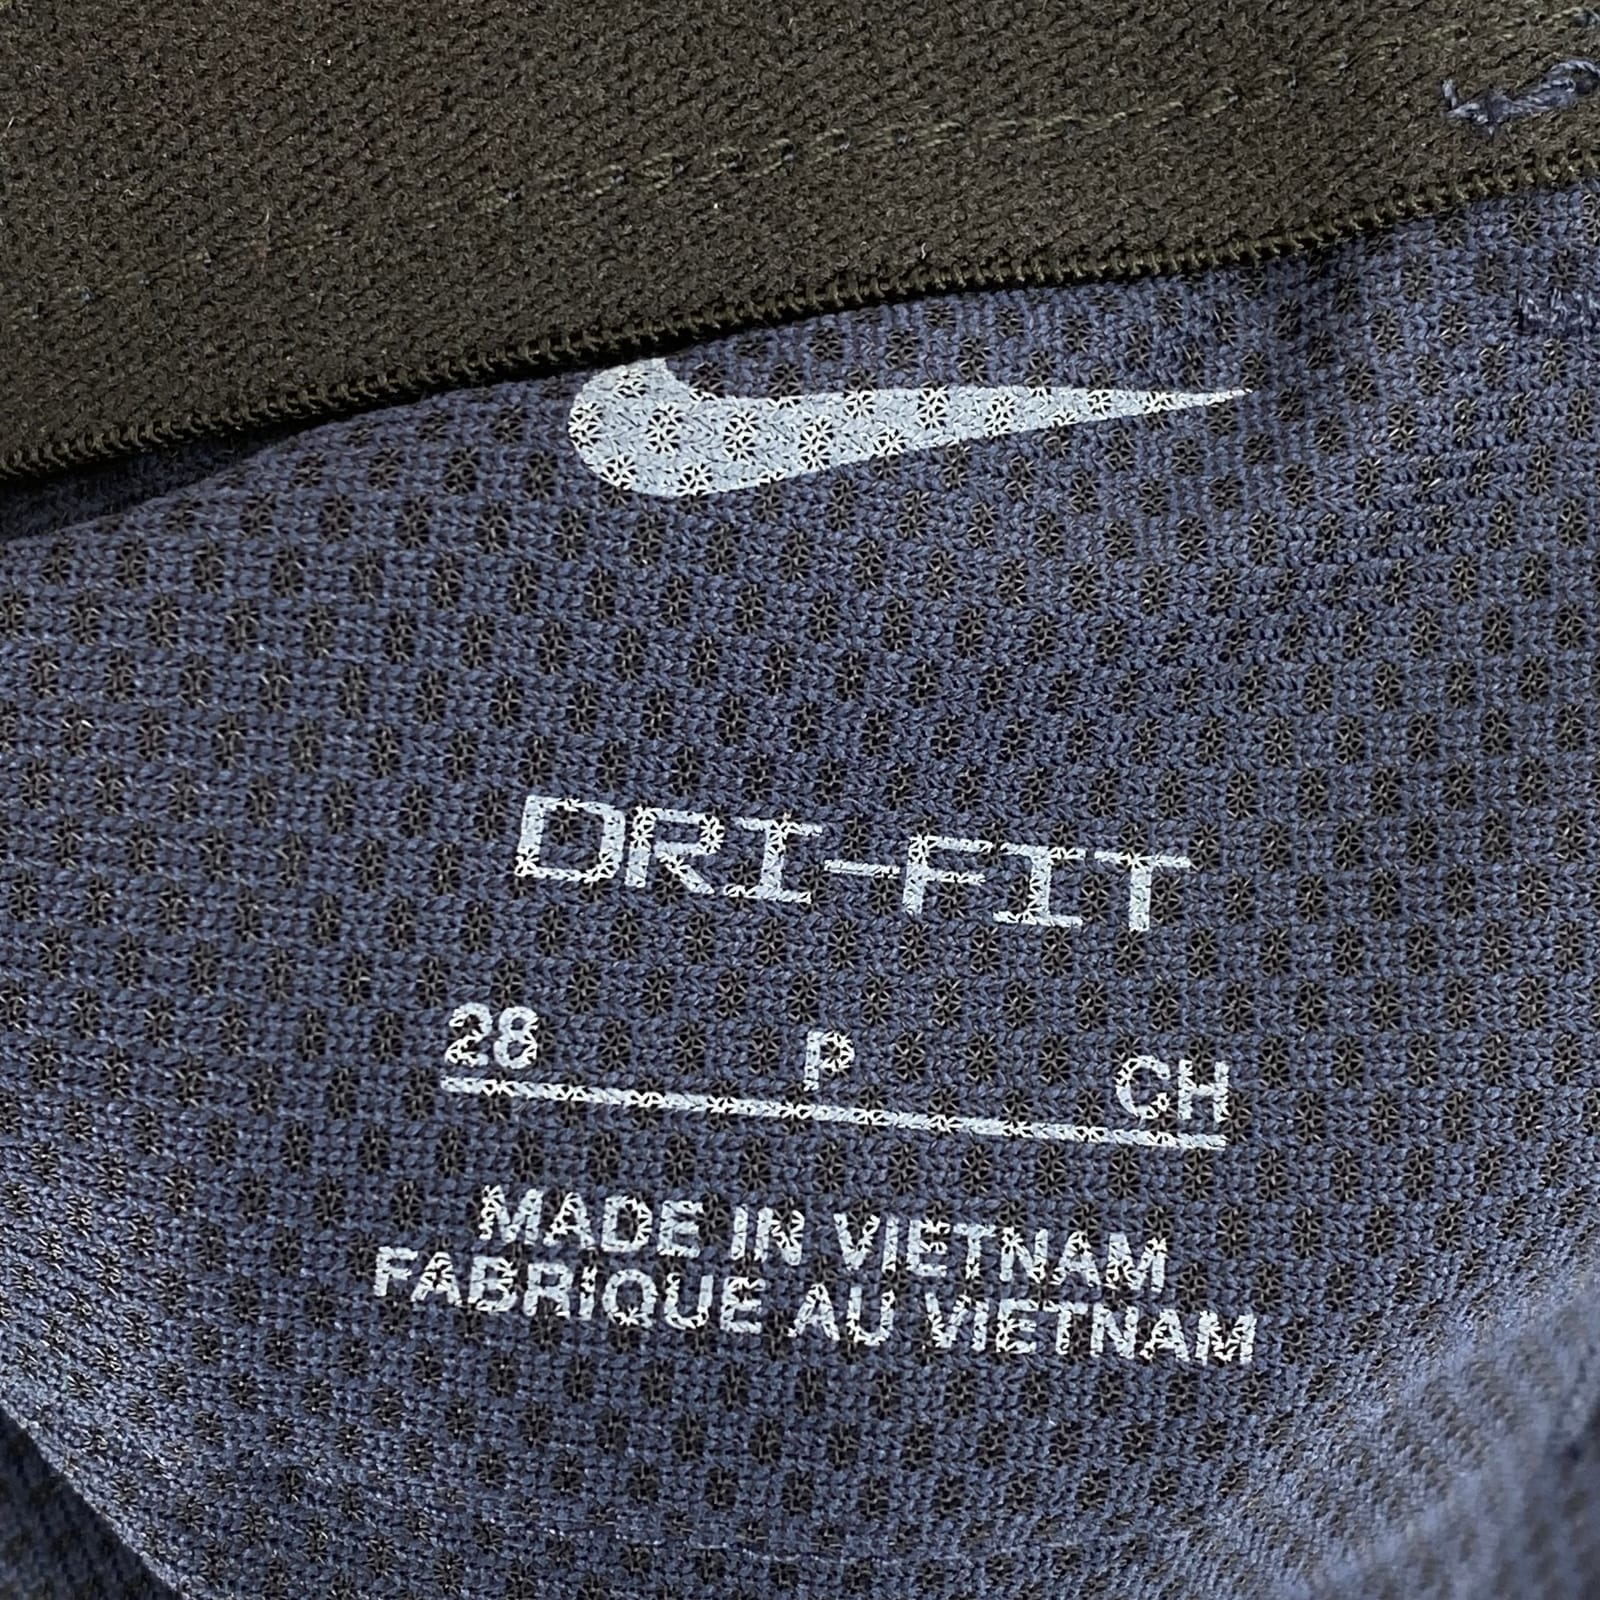 DRI-FIT
28 P CH
MADE IN VIETNAM
FABRIQUE AU VIETNAM